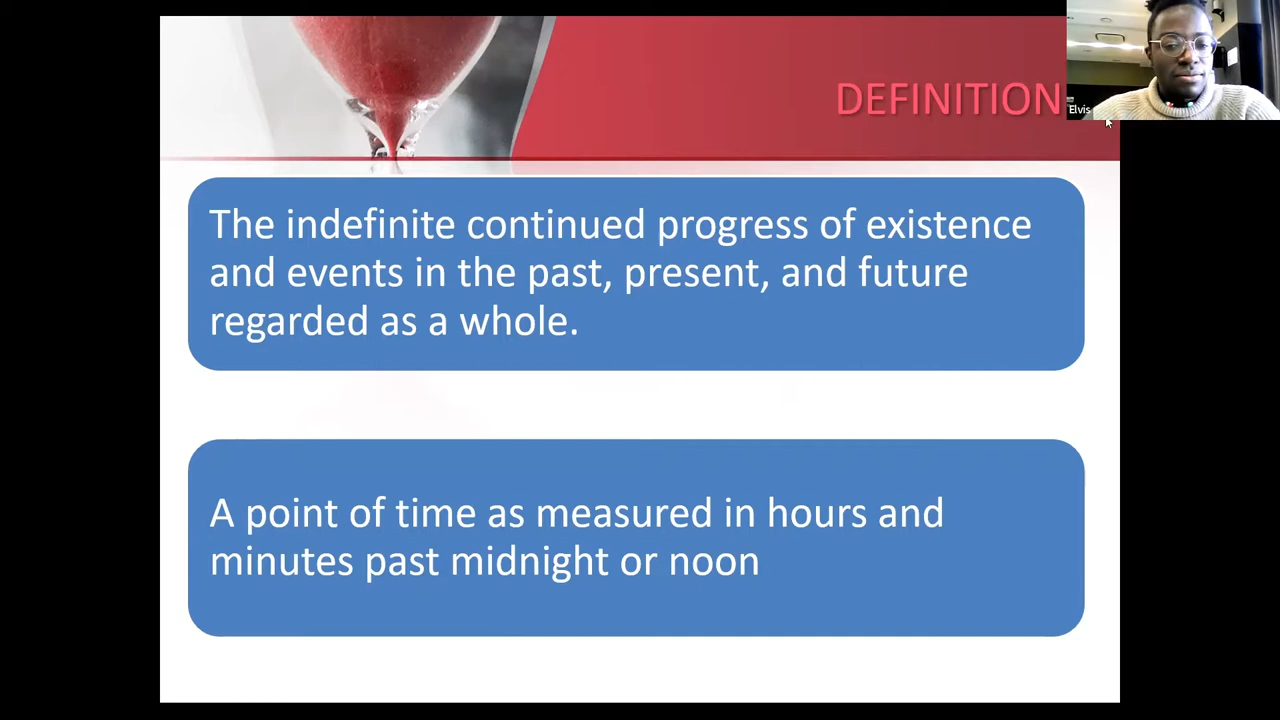 DEFINITION
Elvis
The indefinite continued progress of existence
and events in the past, present, and future
regarded as a whole.
A point of time as measured in hours and
minutes past midnight or noon